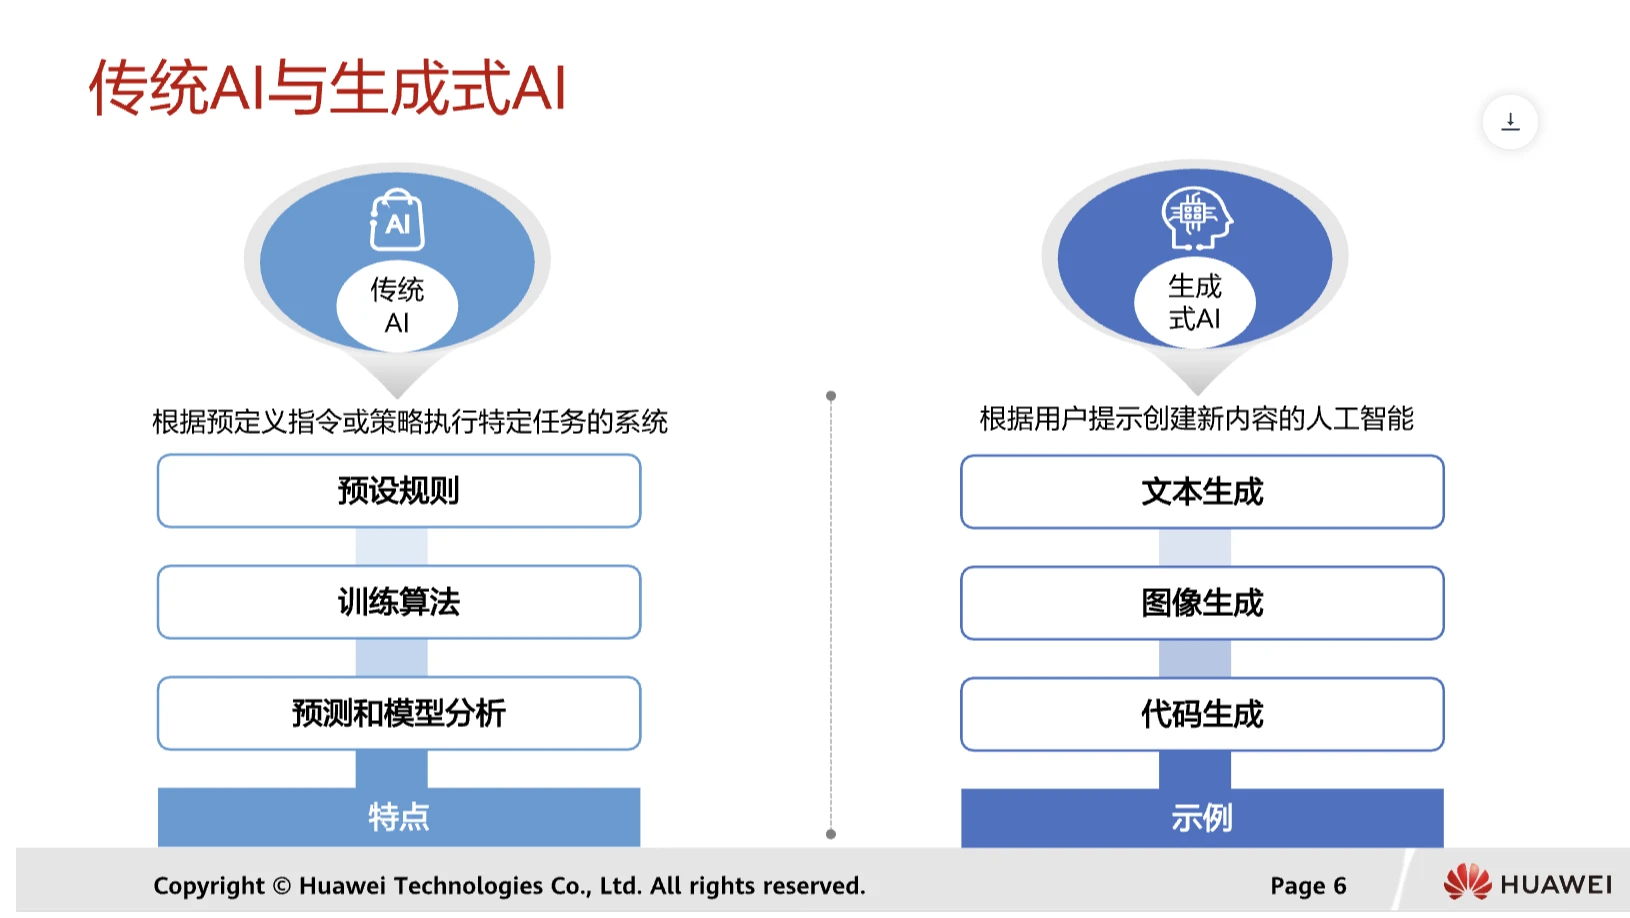 传统AI与生成式AI
AI
传统
AI
根据预定义指令或策略执行特定任务的系统
预设规则
训练算法
预测和模型分析
特点
生成
式AI
根据用户提示创建新内容的人工智能
文本生成
图像生成
代码生成
示例
Copyright © Huawei Technologies Co., Ltd. All rights reserved.
Page 6
HUAWEI